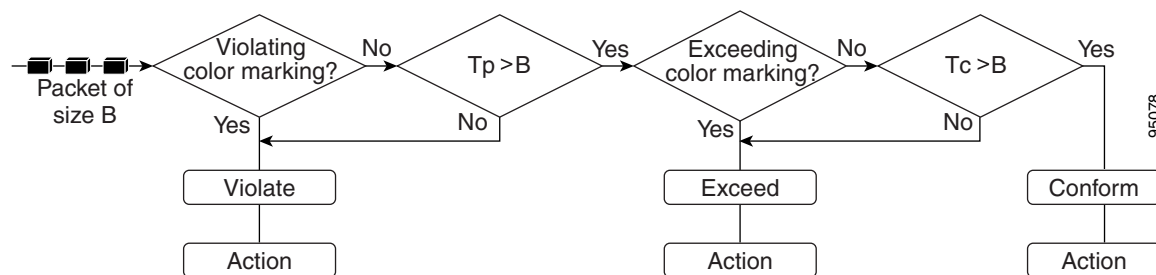 Violating
color marking?
No
Tp >B
Yes
Exceeding
color marking?
No
Tc >B
Yes
Packet of
size B
Yes
No
Yes
No
95078
Violate
Exceed
Conform
Action
Action
Action